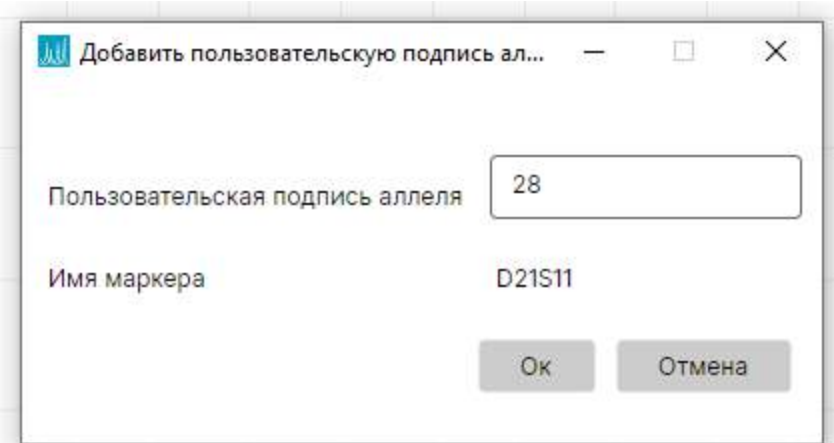 Добавить пользовательскую подпись ал...
Пользовательская подпись аллеля 28
Имя маркера D21S11
Ок Отмена